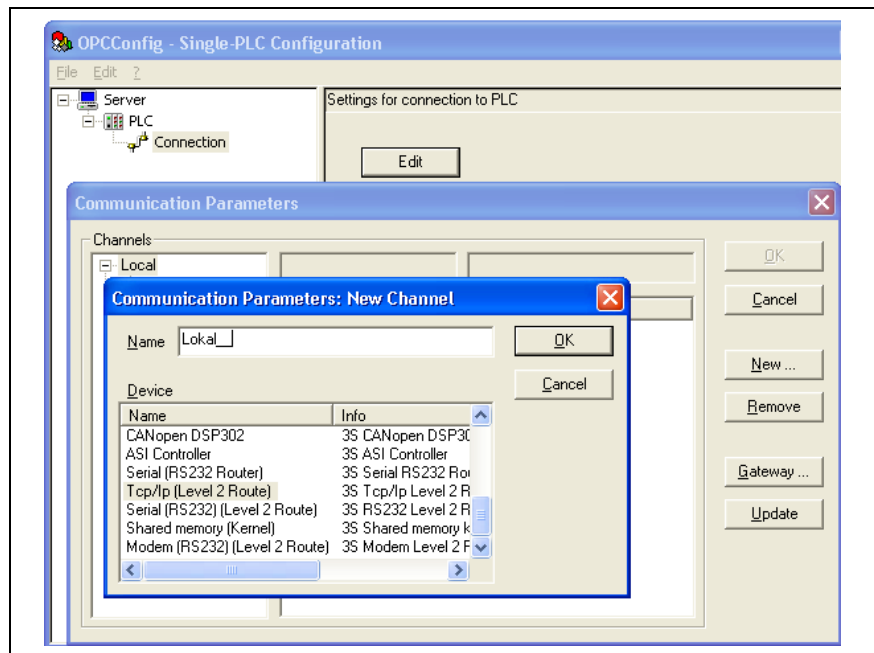 OPCConfig - Single-PLC Configuration
File Edit ?
Server
PLC
Connection
Settings for connection to PLC
Edit
Communication Parameters
Channels
Local
OK
Cancel
New ...
Remove
Gateway ...
Update
Communication Parameters: New Channel
Name Lokal__
OK
Cancel
Device
Name Info
CANopen DSP302 3S CANopen DSP30
ASI Controller 3S ASI Controller
Serial (RS232 Router) 3S Serial RS232 Rou
Tcp/Ip (Level 2 Route) 3S Tcp/Ip Level 2 R
Serial (RS232) (Level 2 Route) 3S RS232 Level 2 R
Shared memory (Kernel) 3S Shared memory k
Modem (RS232) (Level 2 Route) 3S Modem Level 2 F